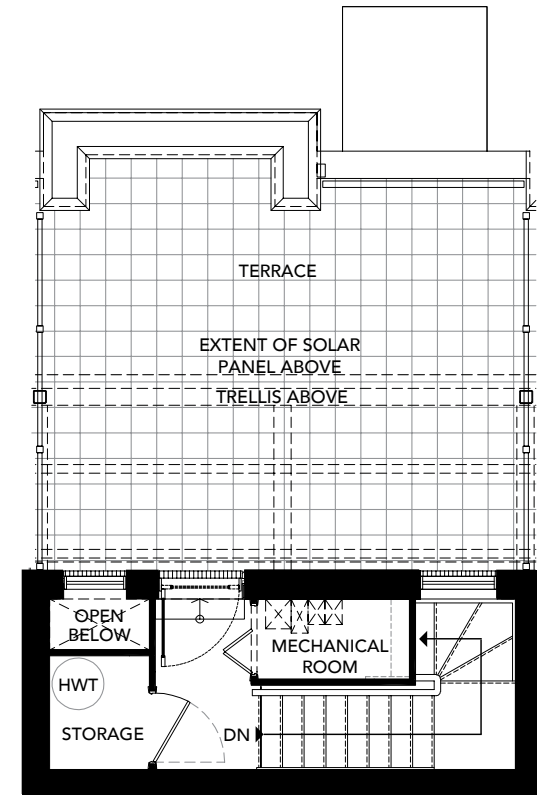 TERRACE
EXTENT OF SOLAR
PANEL ABOVE
TRELLIS ABOVE
OPEN
BELOW
MECHANICAL
ROOM
HWT
STORAGE
DN